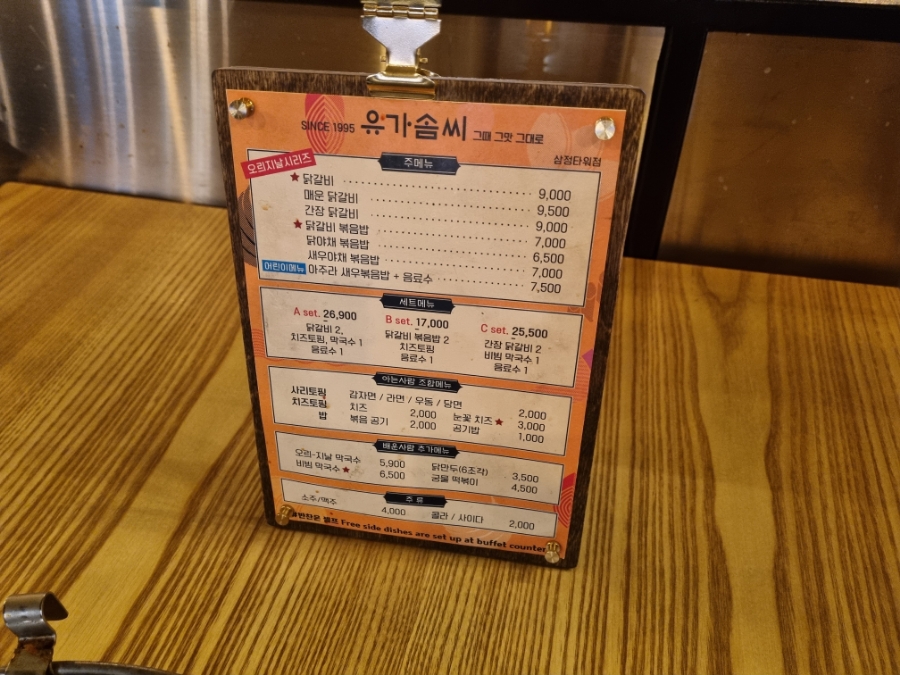 SINCE 1995 유가솜씨 그때 그맛 그대로
삼정타워점
오리지날시리즈
주메뉴
★ 닭갈비 9,000
매운 닭갈비 9,500
간장 닭갈비 9,000
★ 닭갈비 볶음밥 7,000
닭야채 볶음밥 6,500
새우야채 볶음밥 7,000
어린이메뉴 아주라 새우볶음밥 + 음료수 7,500
세트메뉴
A set. 26,900
닭갈비 2,
치즈토핑, 막국수 1
음료수 1
B set. 17,000
닭갈비 볶음밥 2
치즈토핑
음료수 1
C set. 25,500
간장 닭갈비 2
비빔 막국수 1
음료수 1
아는사람 조합메뉴
사리토핑 감자면 / 라면 / 우동 / 당면 2,000
치즈토핑 치즈 2,000 눈꽃 치즈★ 3,000
밥 볶음 공기 2,000 공기밥 1,000
배운사람 추가메뉴
오리-지날 막국수 5,900 닭만두(6조각) 3,500
비빔 막국수★ 6,500 궁물 떡볶이 4,500
주 류
소주/맥주 4,000 콜라 / 사이다 2,000
#반찬은 셀프 Free side dishes are set up at buffet counter